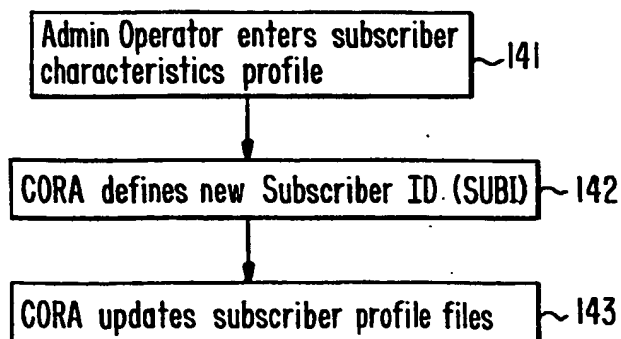 Admin Operator enters subscriber
characteristics profile
141
CORA defines new Subscriber ID. (SUBI)
142
CORA updates subscriber profile files
143